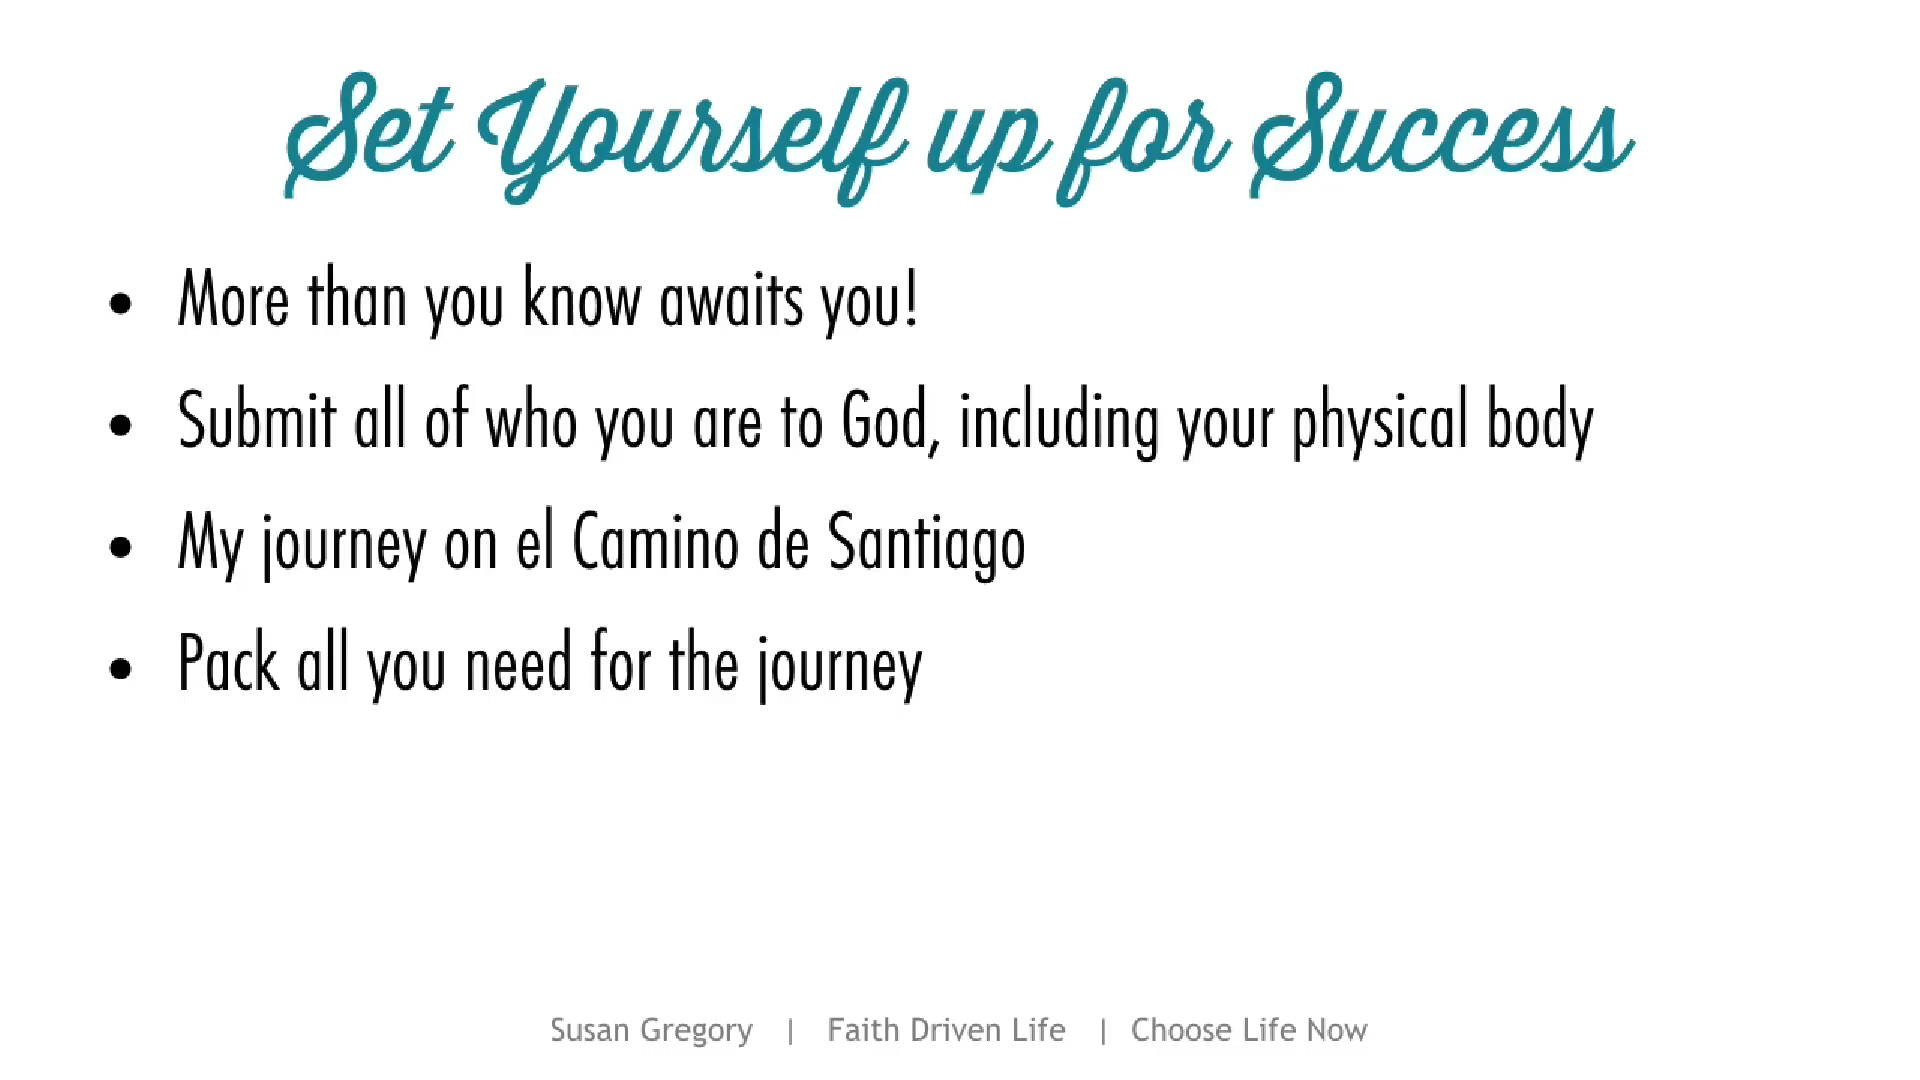 Set Yourself up for Success
• More than you know awaits you!
• Submit all of who you are to God, including your physical body
• My journey on el Camino de Santiago
• Pack all you need for the journey
Susan Gregory | Faith Driven Life | Choose Life Now